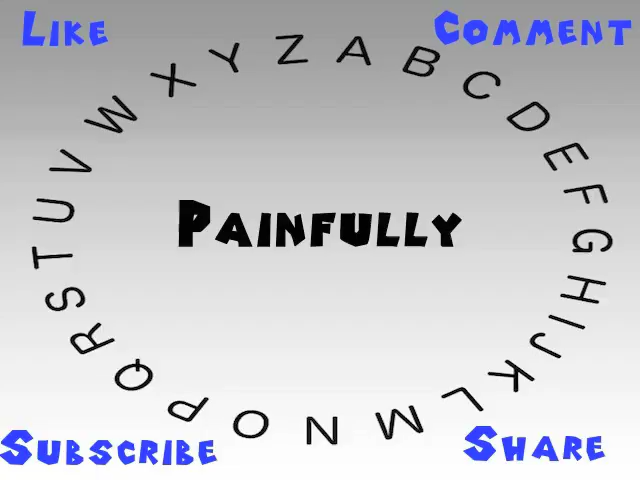 Like
Comment
A B C D E F G H I J K L M N O P Q R S T U V W X Y Z
Painfully
Subscribe
Share